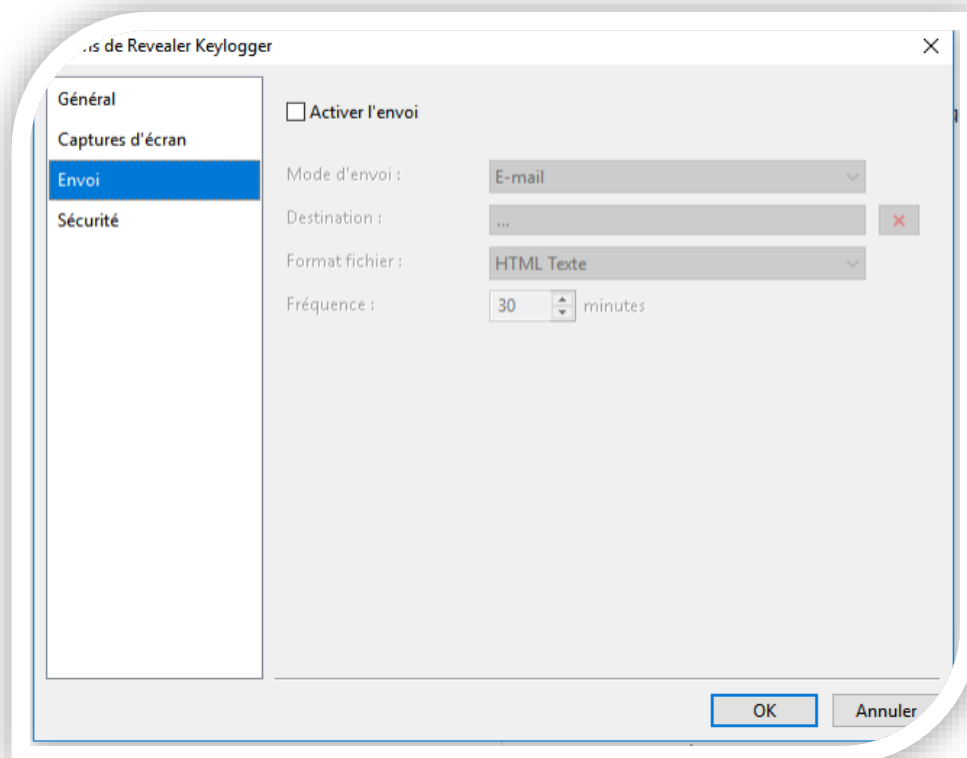 de Revealer Keylogger
Général
Captures d'écran
Envoi
Sécurité
Activer l'envoi
Mode d'envoi : E-mail
Destination : ...
Format fichier : HTML Texte
Fréquence : 30 minutes
OK Annuler